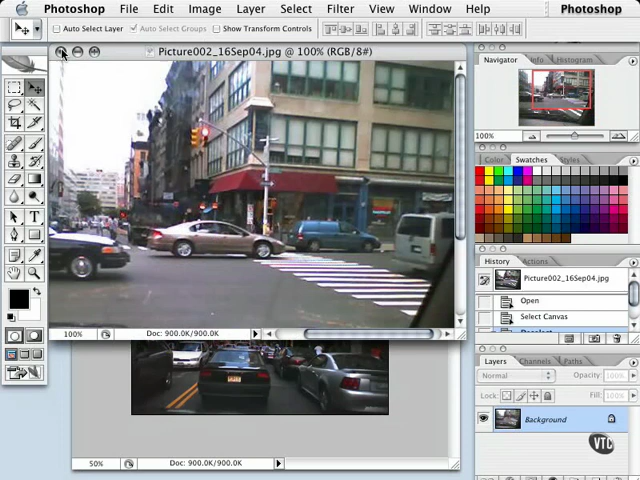 Photoshop File Edit Image Layer Select Filter View Window Help Photoshop
Auto Select Layer Auto Select Groups Show Transform Controls
Picture002_16Sep04.jpg @ 100% (RGB/8#)
Navigator Info Histogram
100%
Color Swatches Styles
History Actions
Picture002_16Sep04.jpg
Open
Select Canvas
Deselect
100% Doc: 900.0K/900.0K
Layers Channels Paths
Normal Opacity: 100%
Lock: Fill: 100%
Background
VTC
50% Doc: 900.0K/900.0K